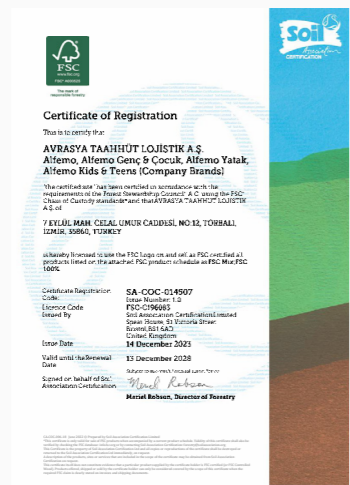 Soil
Association
CERTIFICATION
FSC
www.fsc.org
The mark of
responsible forestry
Certificate of Registration
This is to certify that
AVRASYA TAAHHÜT LOJİSTİK A.Ş.
Alfemo, Alfemo Genç & Çocuk, Alfemo Yatak,
Alfemo Kids & Teens (Company Brands)
The certified site has been certified in accordance with the
requirements of the Forest Stewardship Council A.C. using the FSC
Chain of Custody standards and that AVRASYA TAAHHÜT LOJİSTİK
A.Ş. of
7 EYLÜL MAH. CELAL UMUR CADDESİ, NO:12, TORBALI,
İZMİR, 35860, TURKEY
is hereby licensed to use the FSC Logo on and sell as FSC certified all
products listed on the attached FSC product schedule as FSC Mix;FSC
100%
Certificate Registration SA-COC-014507
Code: Issue Number: 1.0
Licence Code FSC-C196083
Issued By Soil Association Certification Limited
Spear House, 51 Victoria Street
Bristol, BS1 6AD
United Kingdom
Issue Date 14 December 2023
Valid until the Renewal 13 December 2028
Date
Signed on behalf of Soil
Association Certification
Meriel Robson
Meriel Robson, Director of Forestry